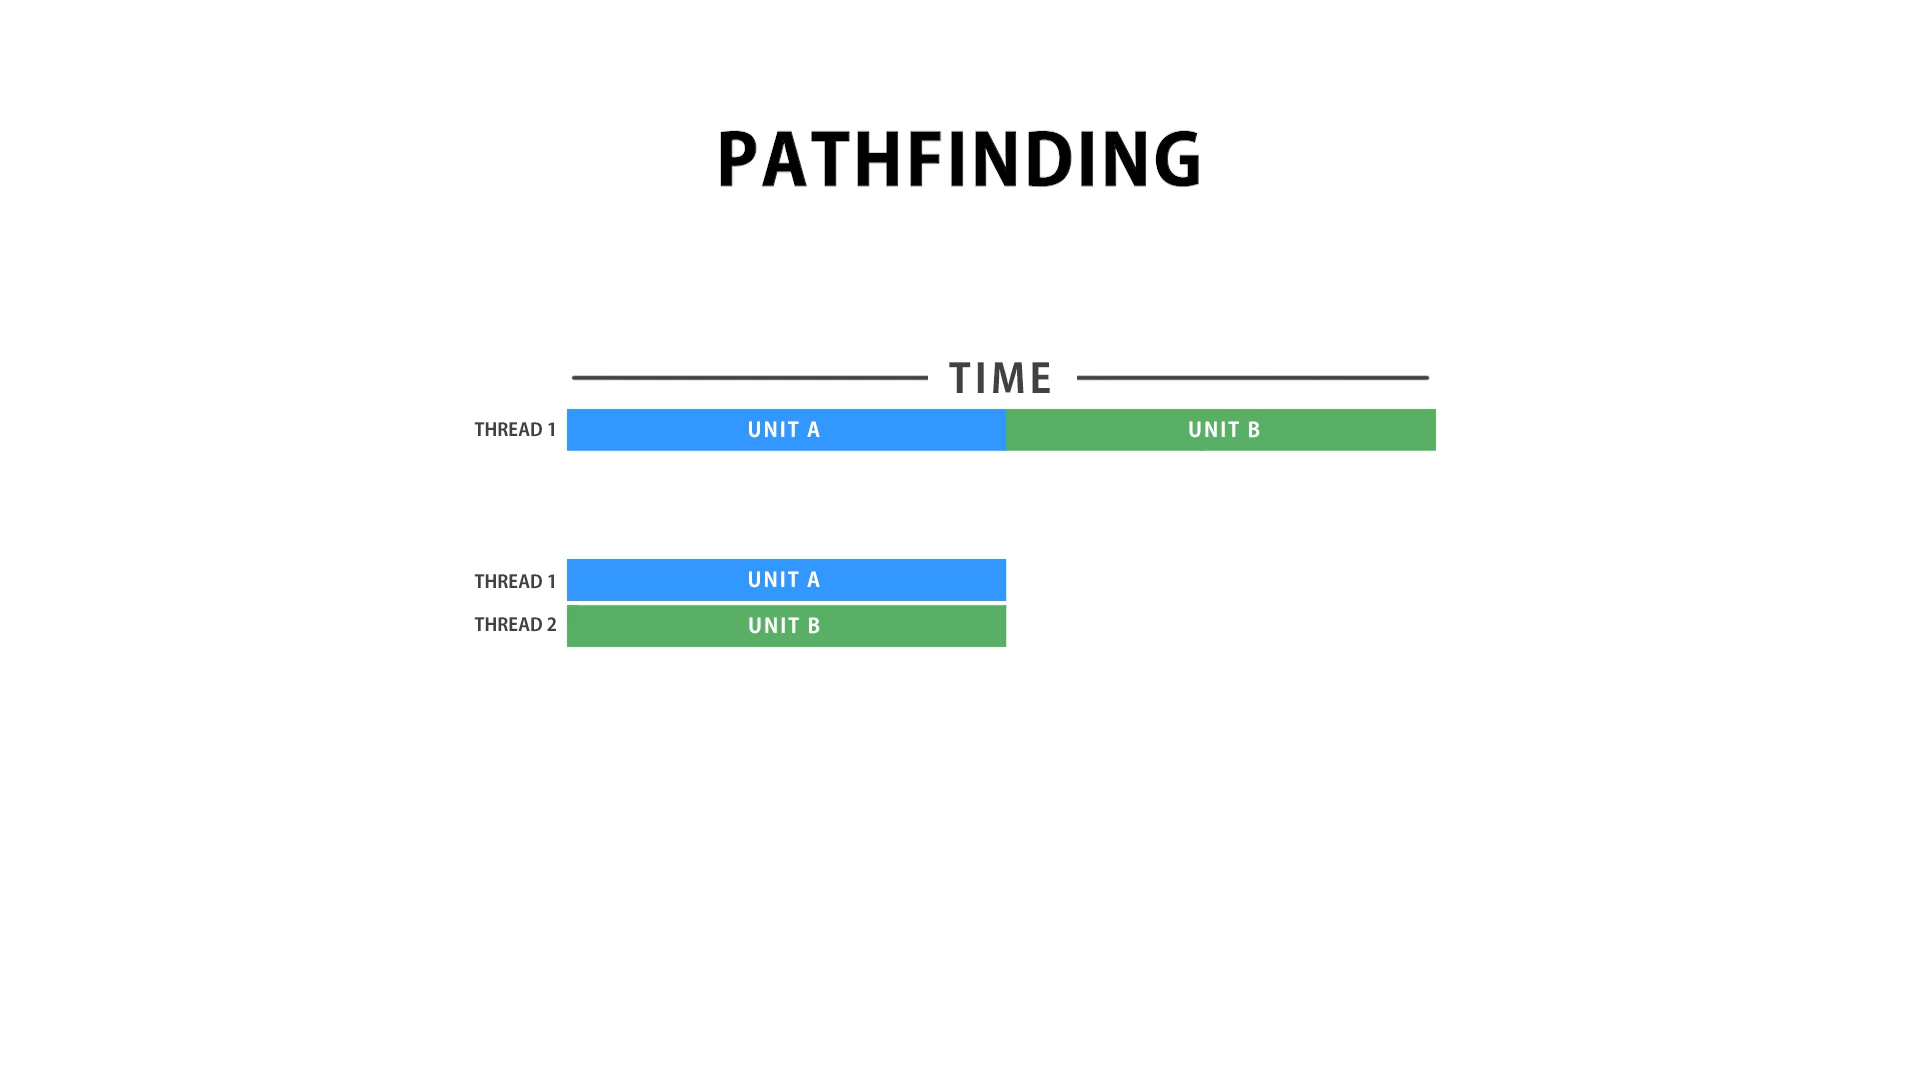 PATHFINDING
TIME
THREAD 1 UNIT A UNIT B
THREAD 1 UNIT A
THREAD 2 UNIT B